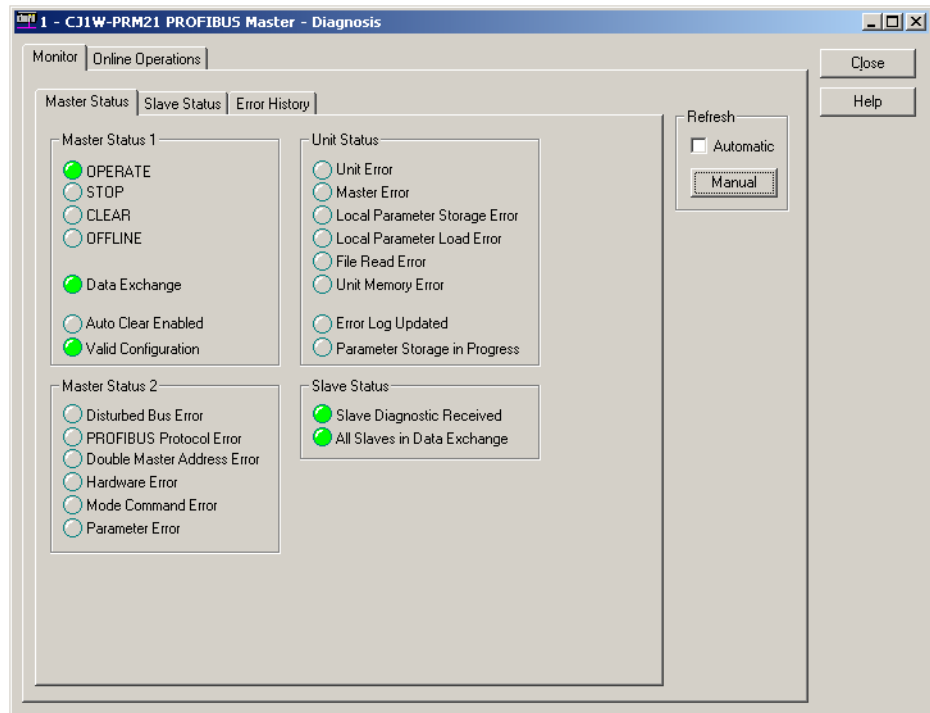 1 - CJ1W-PRM21 PROFIBUS Master - Diagnosis
Monitor
Online Operations
Close
Help
Master Status
Slave Status
Error History
Refresh
Automatic
Manual
Master Status 1
OPERATE
STOP
CLEAR
OFFLINE
Data Exchange
Auto Clear Enabled
Valid Configuration
Unit Status
Unit Error
Master Error
Local Parameter Storage Error
Local Parameter Load Error
File Read Error
Unit Memory Error
Error Log Updated
Parameter Storage in Progress
Master Status 2
Disturbed Bus Error
PROFIBUS Protocol Error
Double Master Address Error
Hardware Error
Mode Command Error
Parameter Error
Slave Status
Slave Diagnostic Received
All Slaves in Data Exchange